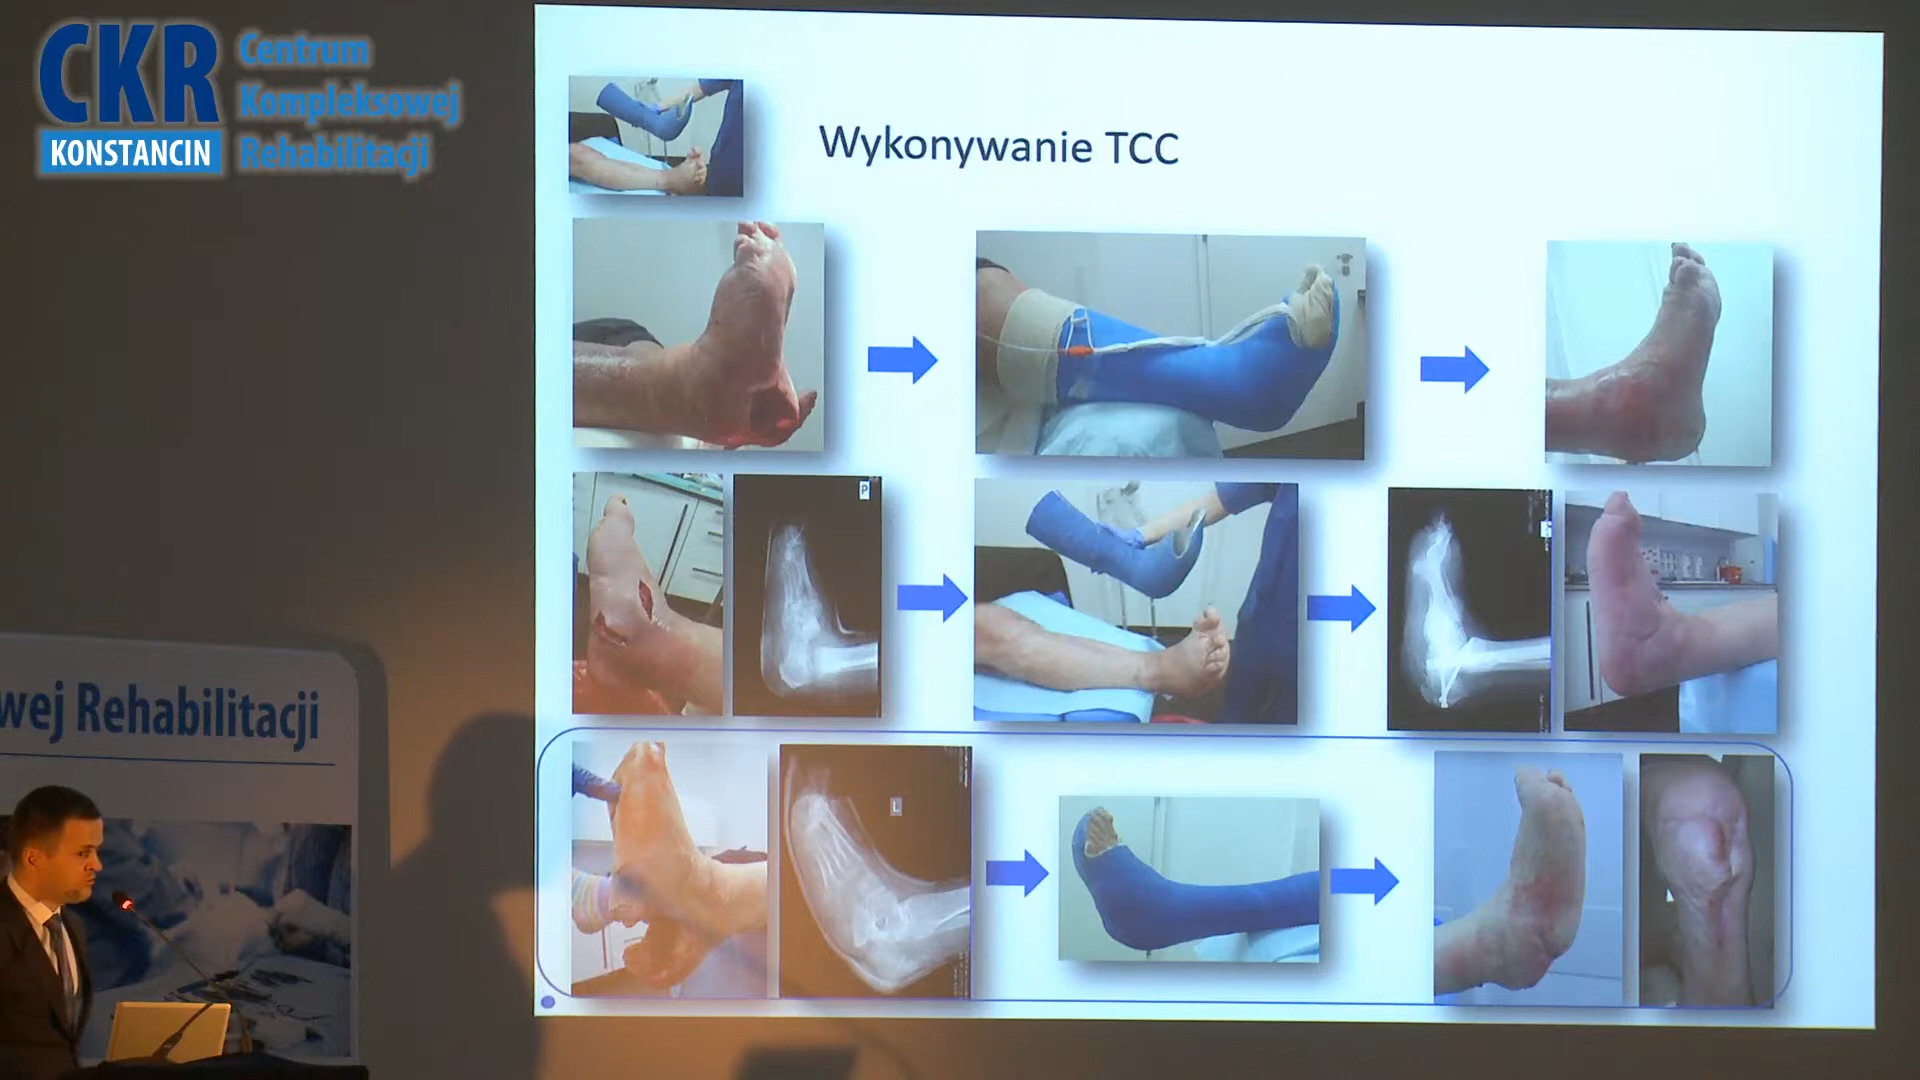 CKR
KONSTANCIN
Centrum
Kompleksowej
Rehabilitacji
Wykonywanie TCC
P
L
wej Rehabilitacji